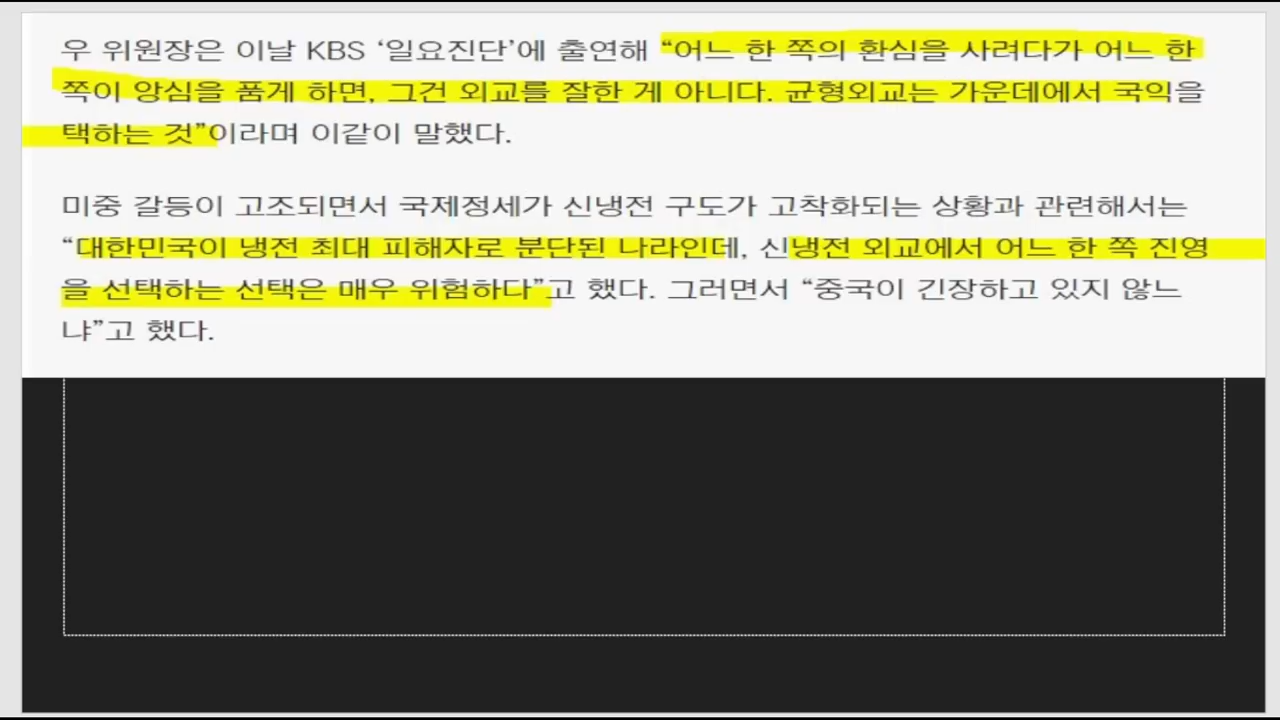 우 위원장은 이날 KBS ‘일요진단’에 출연해 “어느 한 쪽의 환심을 사려다가 어느 한
쪽이 앙심을 품게 하면, 그건 외교를 잘한 게 아니다. 균형외교는 가운데에서 국익을
택하는 것”이라며 이같이 말했다.
미중 갈등이 고조되면서 국제정세가 신냉전 구도가 고착화되는 상황과 관련해서는
“대한민국이 냉전 최대 피해자로 분단된 나라인데, 신냉전 외교에서 어느 한 쪽 진영
을 선택하는 선택은 매우 위험하다”고 했다. 그러면서 “중국이 긴장하고 있지 않느
냐”고 했다.